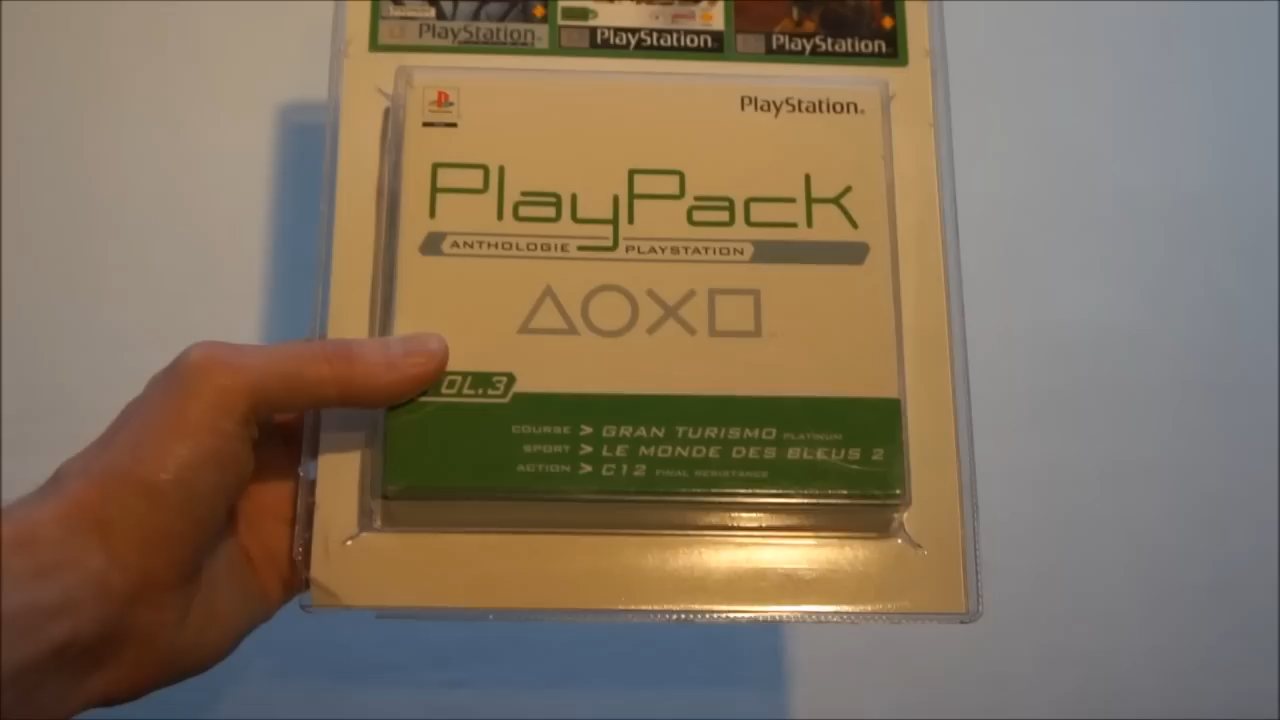 PlayStation
PlayStation
PlayStation
PlayStation
PlayPack
ANTHOLOGIE PLAYSTATION
OL.3
COURSE > GRAN TURISMO PLATINUM
SPORT > LE MONDE DES BLEUS 2
ACTION > C12 FINAL RESISTANCE